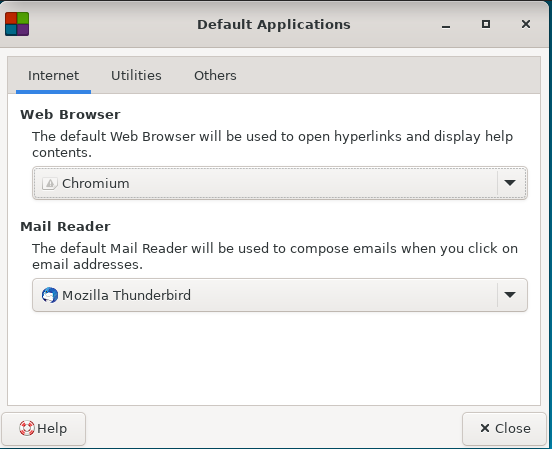 Default Applications
Internet Utilities Others
Web Browser
The default Web Browser will be used to open hyperlinks and display help
contents.
Chromium
Mail Reader
The default Mail Reader will be used to compose emails when you click on
email addresses.
Mozilla Thunderbird
Help Close